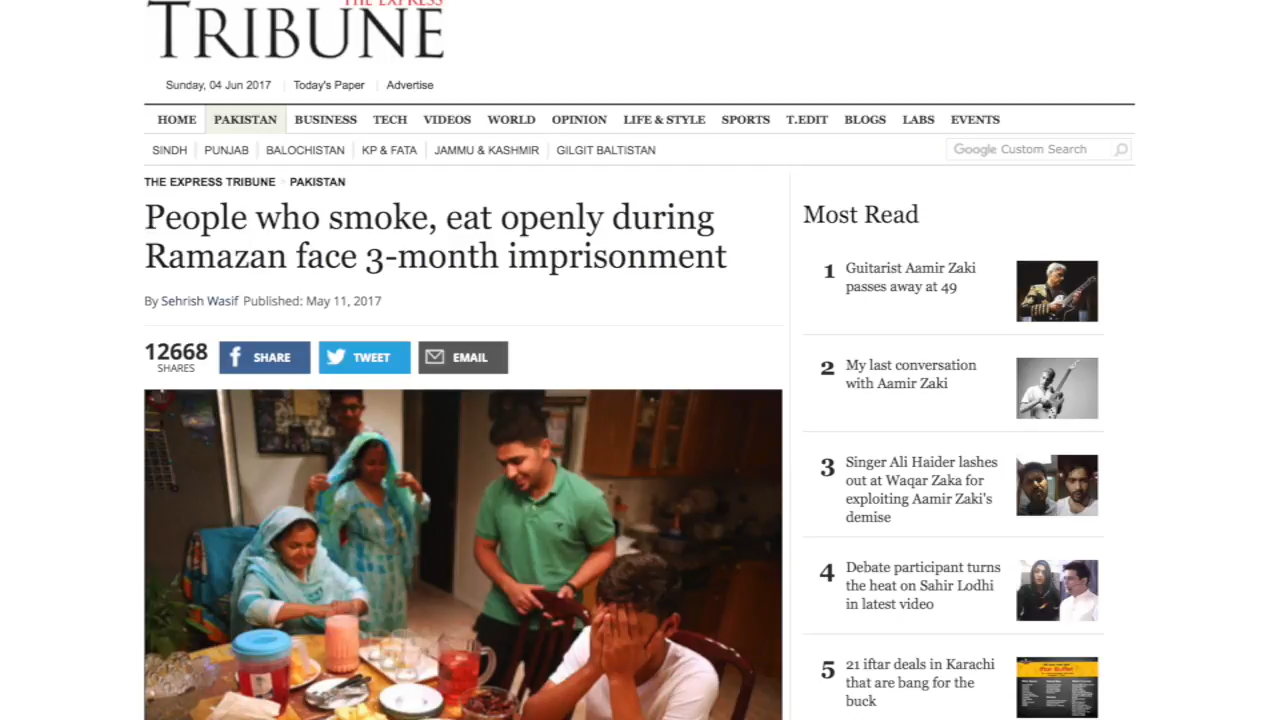 THE EXPRESS
TRIBUNE
Sunday, 04 Jun 2017 Today's Paper Advertise
HOME PAKISTAN BUSINESS TECH VIDEOS WORLD OPINION LIFE & STYLE SPORTS T.EDIT BLOGS LABS EVENTS
SINDH PUNJAB BALOCHISTAN KP & FATA JAMMU & KASHMIR GILGIT BALTISTAN Google Custom Search
THE EXPRESS TRIBUNE > PAKISTAN
People who smoke, eat openly during
Ramazan face 3-month imprisonment
By Sehrish Wasif Published: May 11, 2017
12668
SHARES
SHARE TWEET EMAIL
Most Read
1 Guitarist Aamir Zaki
passes away at 49
2 My last conversation
with Aamir Zaki
3 Singer Ali Haider lashes
out at Waqar Zaka for
exploiting Aamir Zaki's
demise
4 Debate participant turns
the heat on Sahir Lodhi
in latest video
5 21 iftar deals in Karachi
that are bang for the
buck